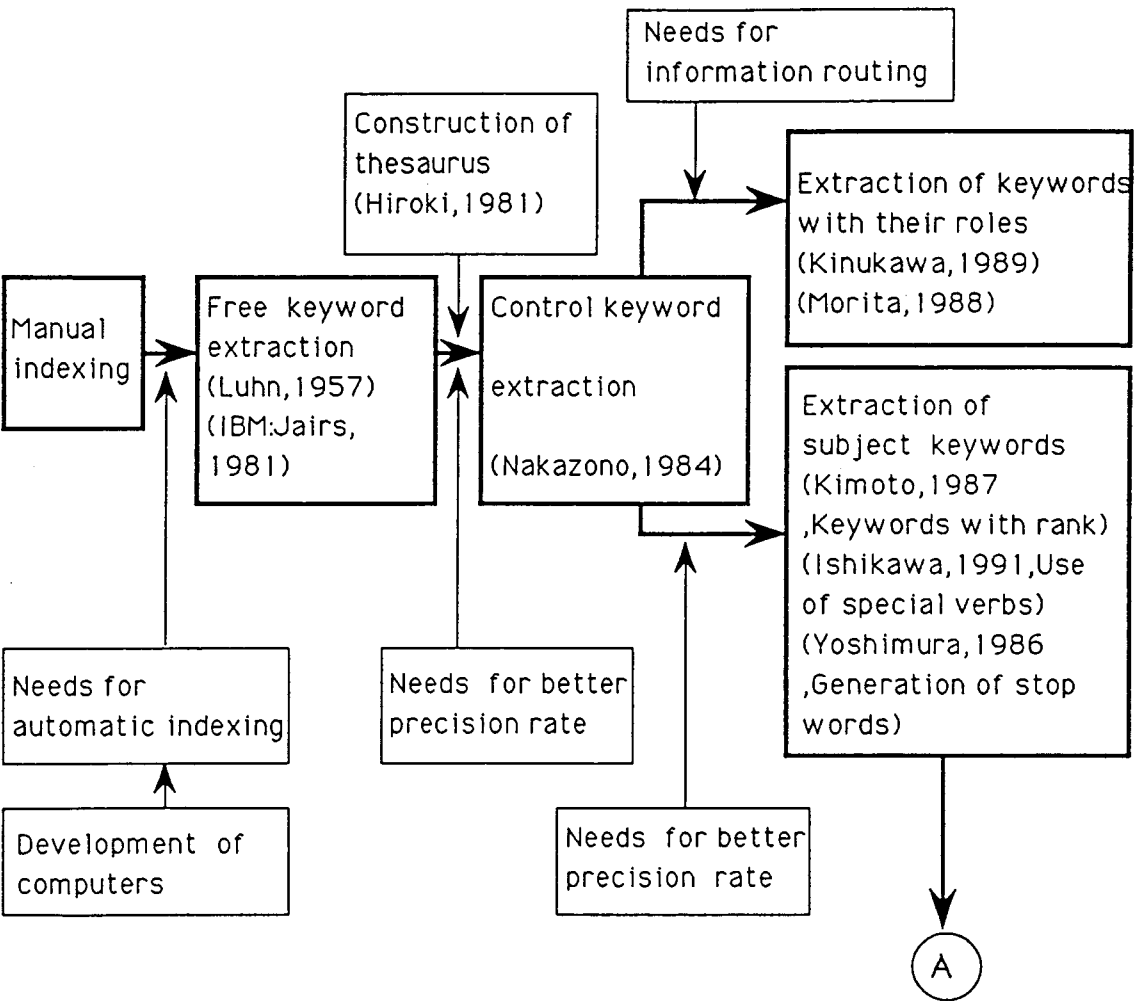 Needs for
information routing
Construction of
thesaurus
(Hiroki,1981)
Extraction of keywords
with their roles
(Kinukawa,1989)
(Morita,1988)
Manual
indexing
Free keyword
extraction
(Luhn,1957)
(IBM:Jairs,
1981)
Control keyword
extraction
(Nakazono,1984)
Extraction of
subject keywords
(Kimoto,1987
,Keywords with rank)
(Ishikawa,1991,Use
of special verbs)
(Yoshimura,1986
,Generation of stop
words)
Needs for
automatic indexing
Needs for better
precision rate
Development of
computers
Needs for better
precision rate
A